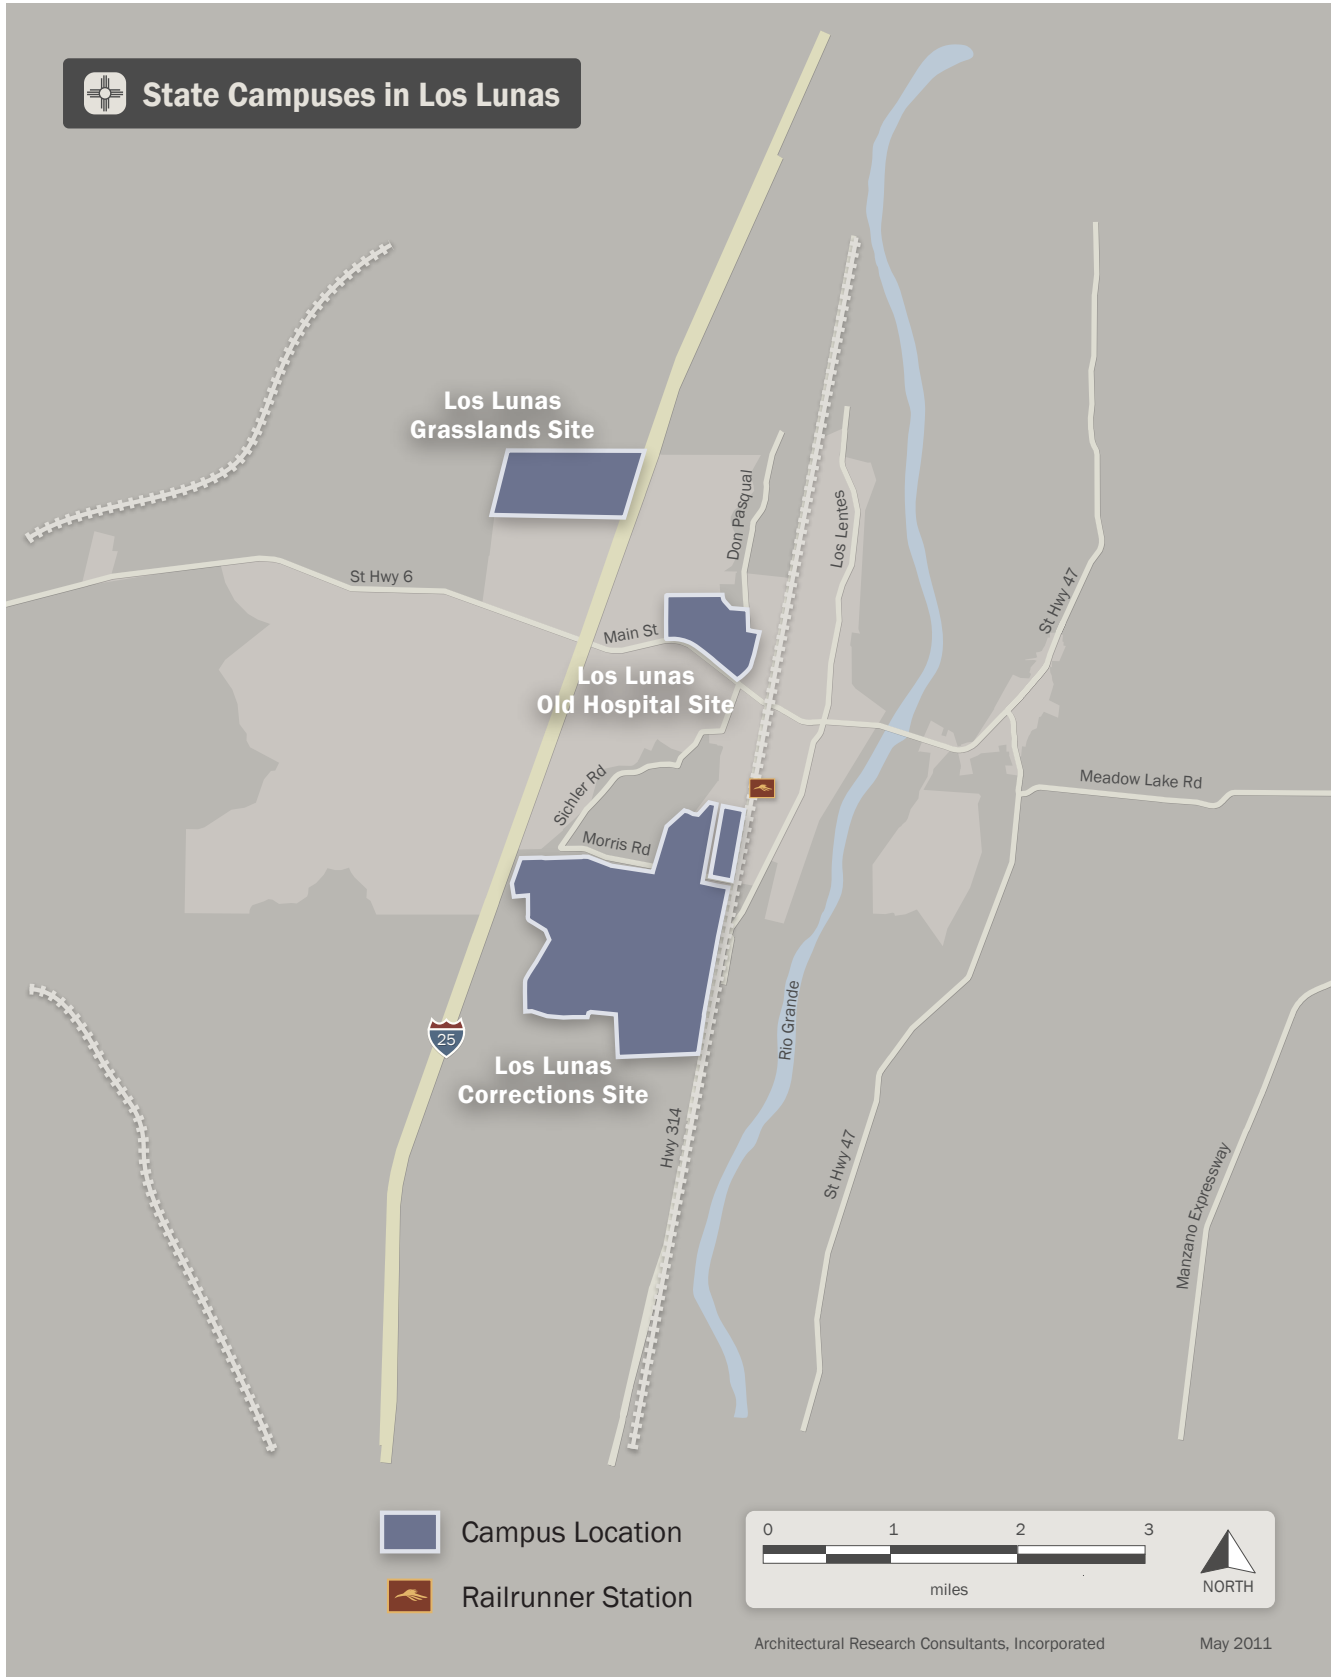 State Campuses in Los Lunas
Los Lunas
Grasslands Site
Don Pasqual
Los Lentes
St Hwy 6
St Hwy 47
Main St
Los Lunas
Old Hospital Site
Sichler Rd
Meadow Lake Rd
Morris Rd
Rio Grande
25
Los Lunas
Corrections Site
Hwy 314
St Hwy 47
Manzano Expressway
Campus Location
Railrunner Station
0 1 2 3
miles
NORTH
Architectural Research Consultants, Incorporated
May 2011